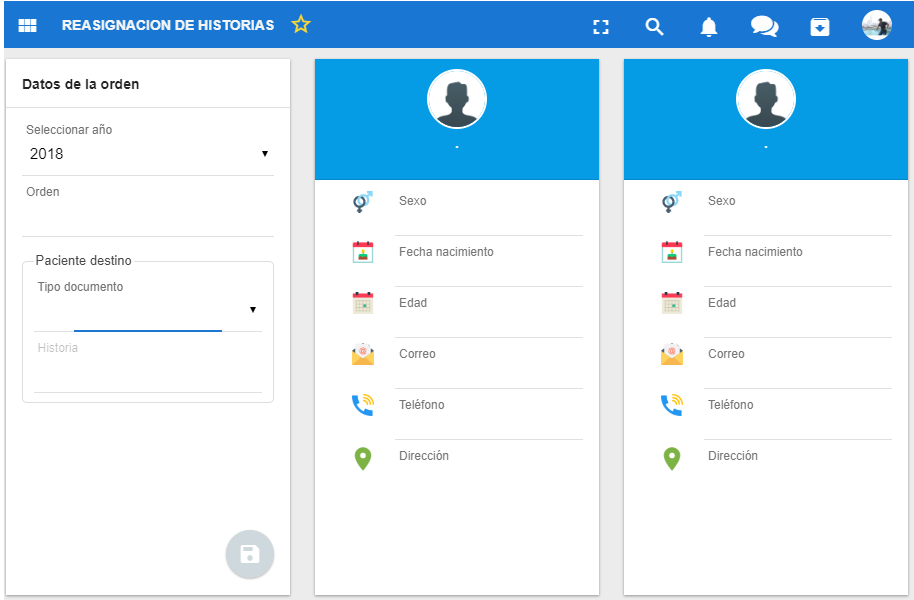 REASIGNACION DE HISTORIAS
Datos de la orden
Seleccionar año
2018
Orden
Paciente destino
Tipo documento
Historia
.
Sexo
Fecha nacimiento
Edad
Correo
Teléfono
Dirección
.
Sexo
Fecha nacimiento
Edad
Correo
Teléfono
Dirección